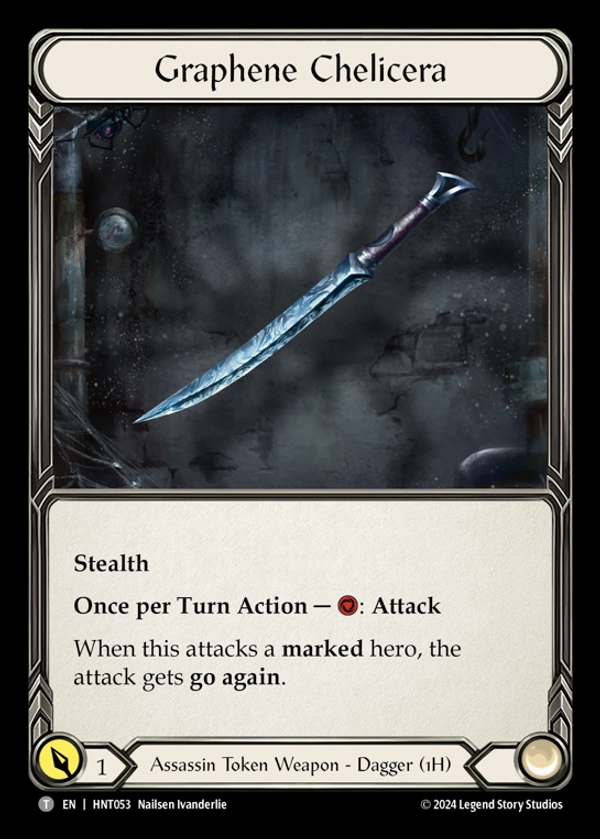 Graphene Chelicera
Stealth
Once per Turn Action — : Attack
When this attacks a marked hero, the
attack gets go again.
1
Assassin Token Weapon - Dagger (1H)
T EN | HNT053 Nailsen Ivanderlie
© 2024 Legend Story Studios